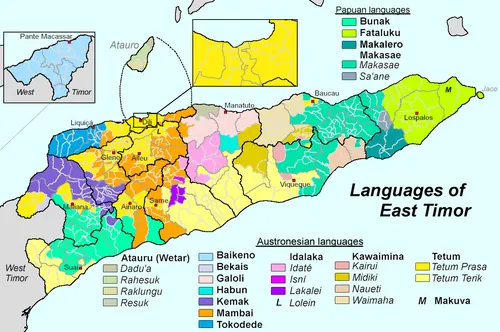 Papuan languages
Bunak
Fataluku
Makalero
Makasae
Makasae
Sa'ane
Pante Macassar
West Timor
Atauro
Baucau
Manatuto
Liquiçá
Dili
L
M
Jaco
Lospalos
Gleno
Aileu
Viqueque
Maliana
Ainaro
Same
Suai
West
Timor
Languages of
East Timor
Austronesian languages
Atauru (Wetar)
Dadu'a
Rahesuk
Raklungu
Resuk
Baikeno
Bekais
Galoli
Habun
Kemak
Mambai
Tokodede
Idalaka
Idaté
Isní
Lakalei
L Lolein
Kawaimina
Kairui
Midiki
Naueti
Waimaha
Tetum
Tetum Prasa
Tetum Terik
M Makuva